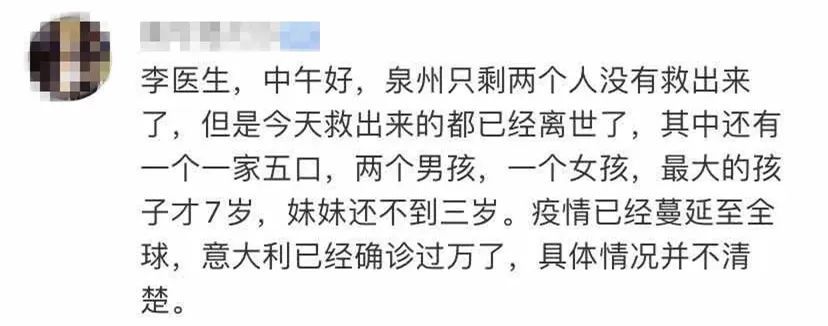 李医生，中午好，泉州只剩两个人没有救出来
了，但是今天救出来的都已经离世了，其中还有
一个一家五口，两个男孩，一个女孩，最大的孩
子才7岁，妹妹还不到三岁。疫情已经蔓延至全
球，意大利已经确诊过万了，具体情况并不清
楚。